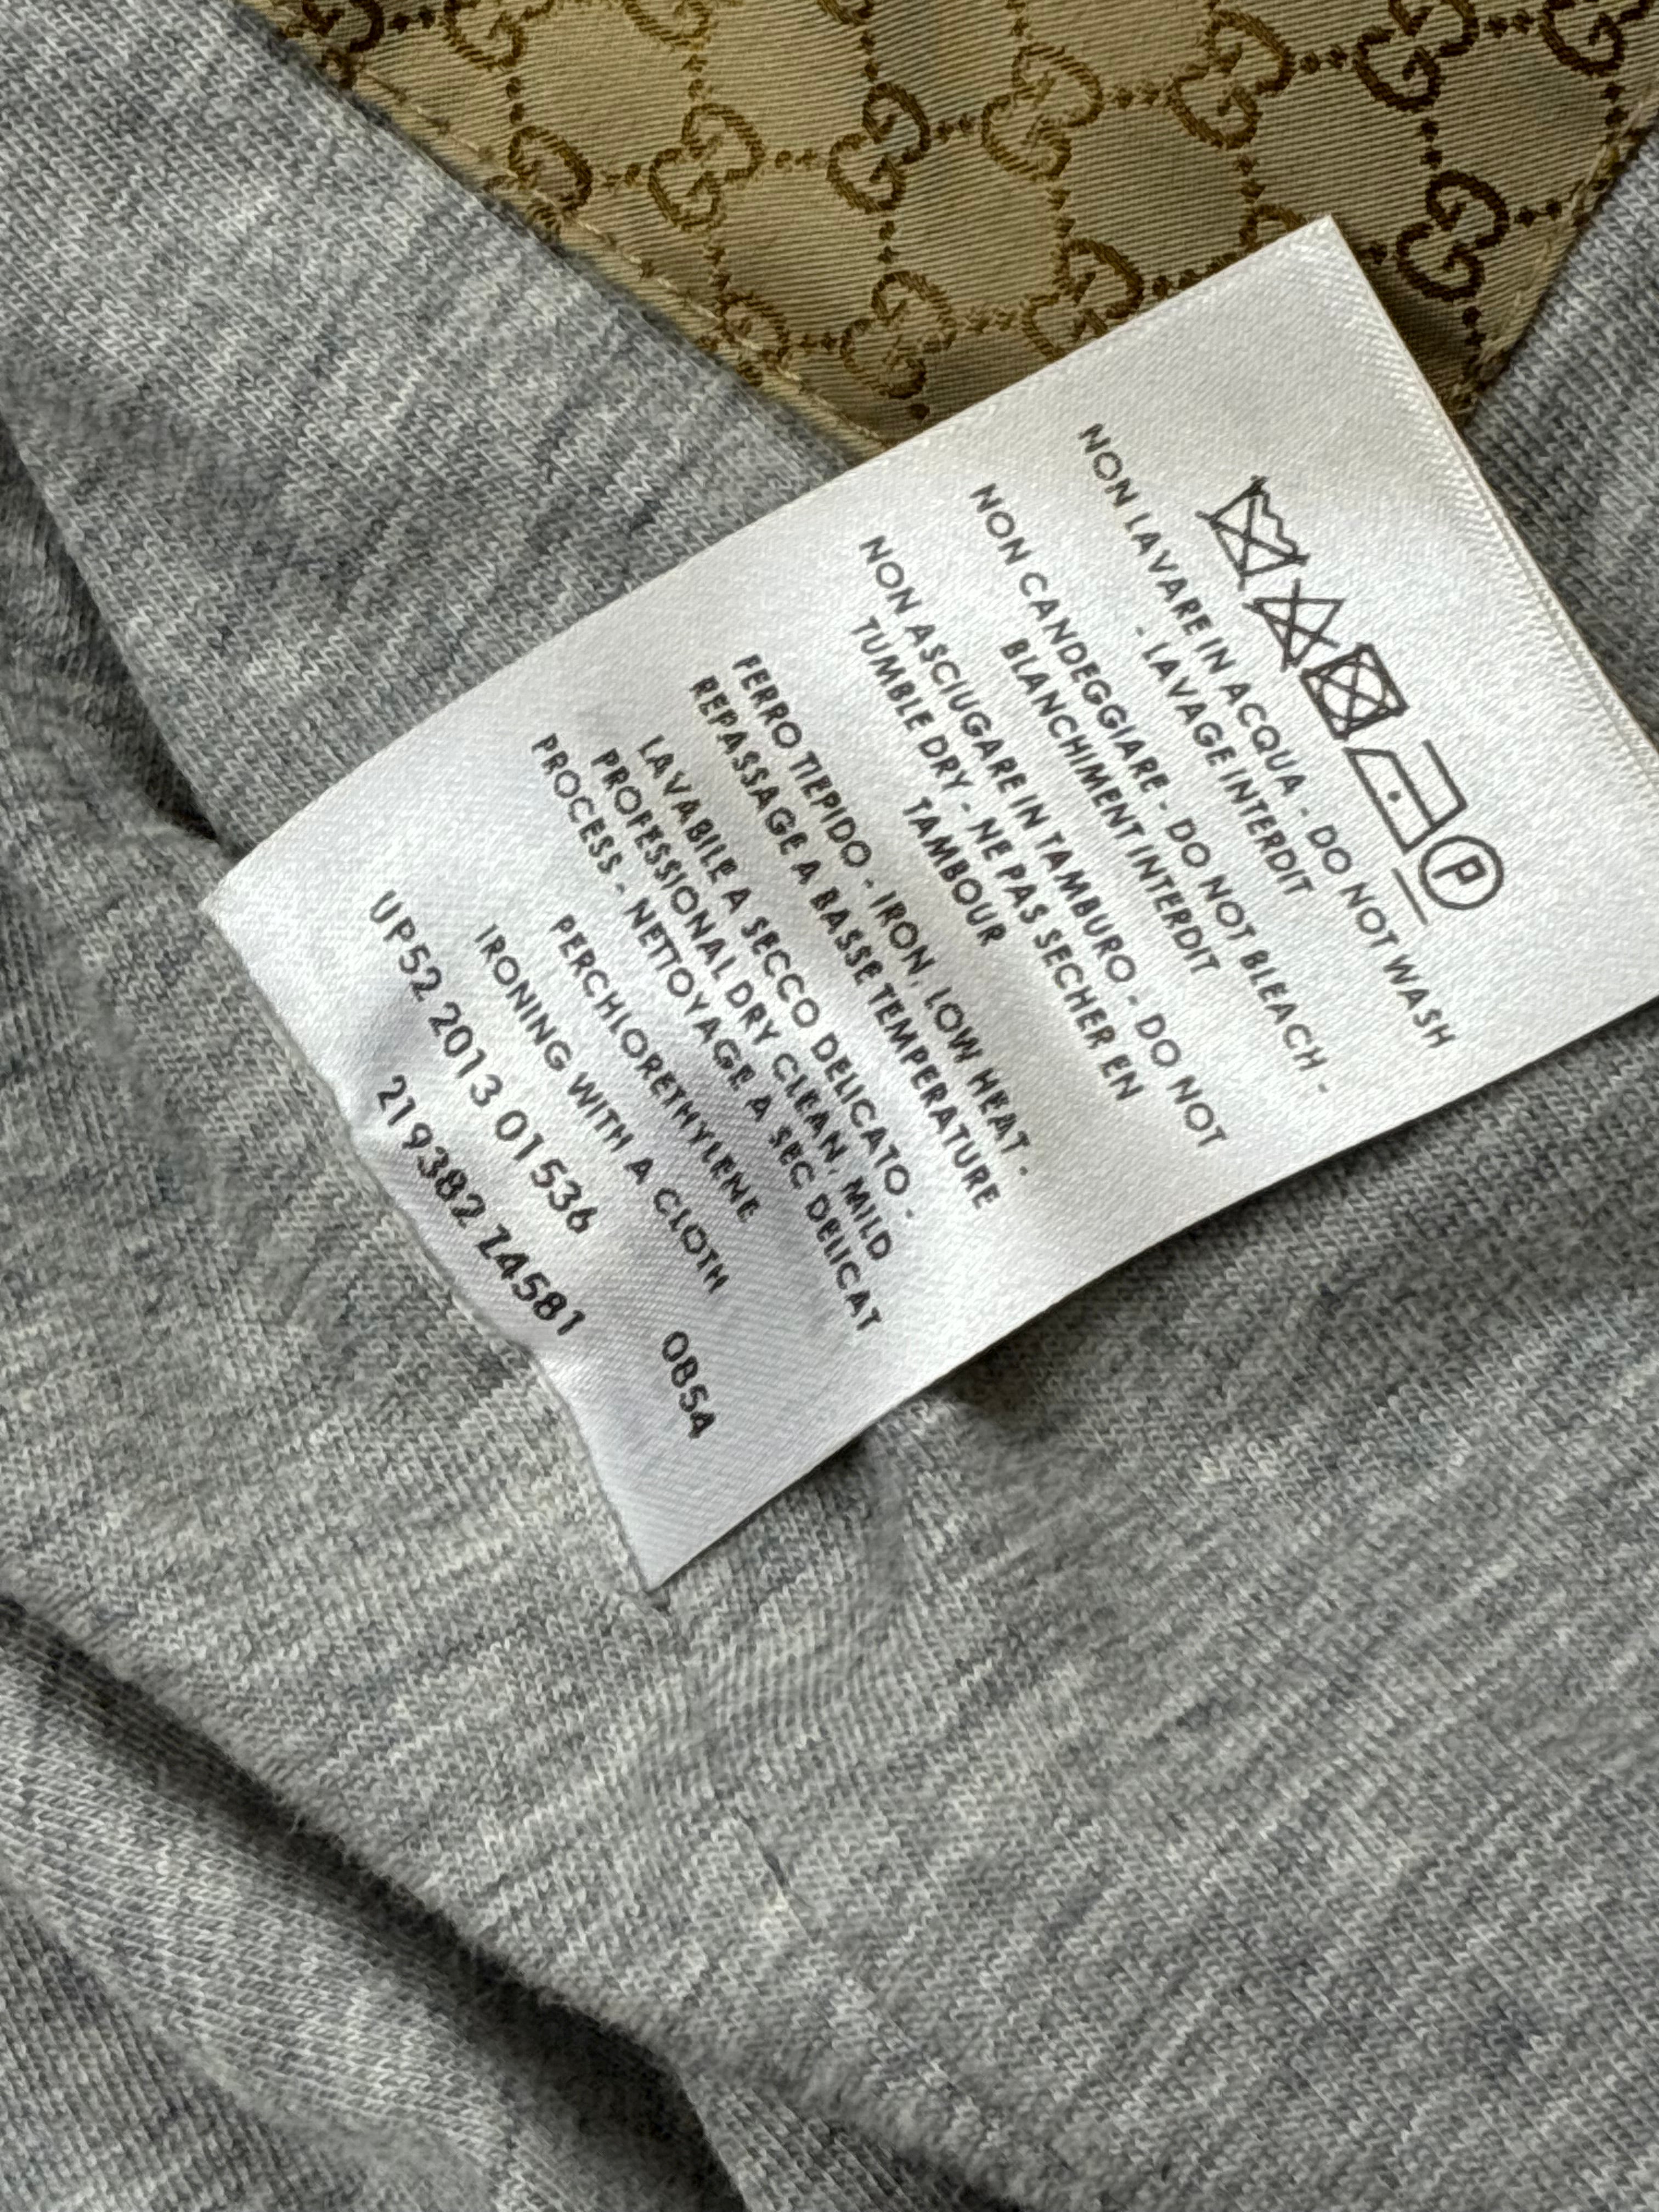 P
NON LAVARE IN ACQUA - DO NOT WASH
- LAVAGE INTERDIT
NON CANDEGGIARE - DO NOT BLEACH -
BLANCHIMENT INTERDIT
NON ASCIUGARE IN TAMBURO - DO NOT
TUMBLE DRY - NE PAS SECHER EN
TAMBOUR
FERRO TIEPIDO - IRON, LOW HEAT -
REPASSAGE A BASSE TEMPERATURE
LAVABILE A SECCO DELICATO -
PROFESSIONAL DRY CLEAN, MILD
PROCESS - NETTOYAGE A SEC DELICAT
PERCHLORETHYLENE
IRONING WITH A CLOTH
UP52 2013 01536 0854
219382 Z4581